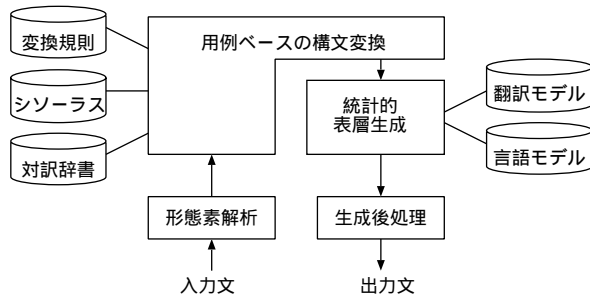 変換規則
用例ベースの構文変換
シソーラス
対訳辞書
統計的
表層生成
翻訳モデル
言語モデル
形態素解析
生成後処理
入力文
出力文